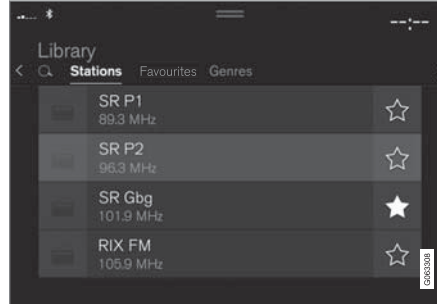 --:--
Library
Stations Favourites Genres
SR P1
89.3 MHz
SR P2
96.3 MHz
SR Gbg
101.9 MHz
RIX FM
105.9 MHz
G063308